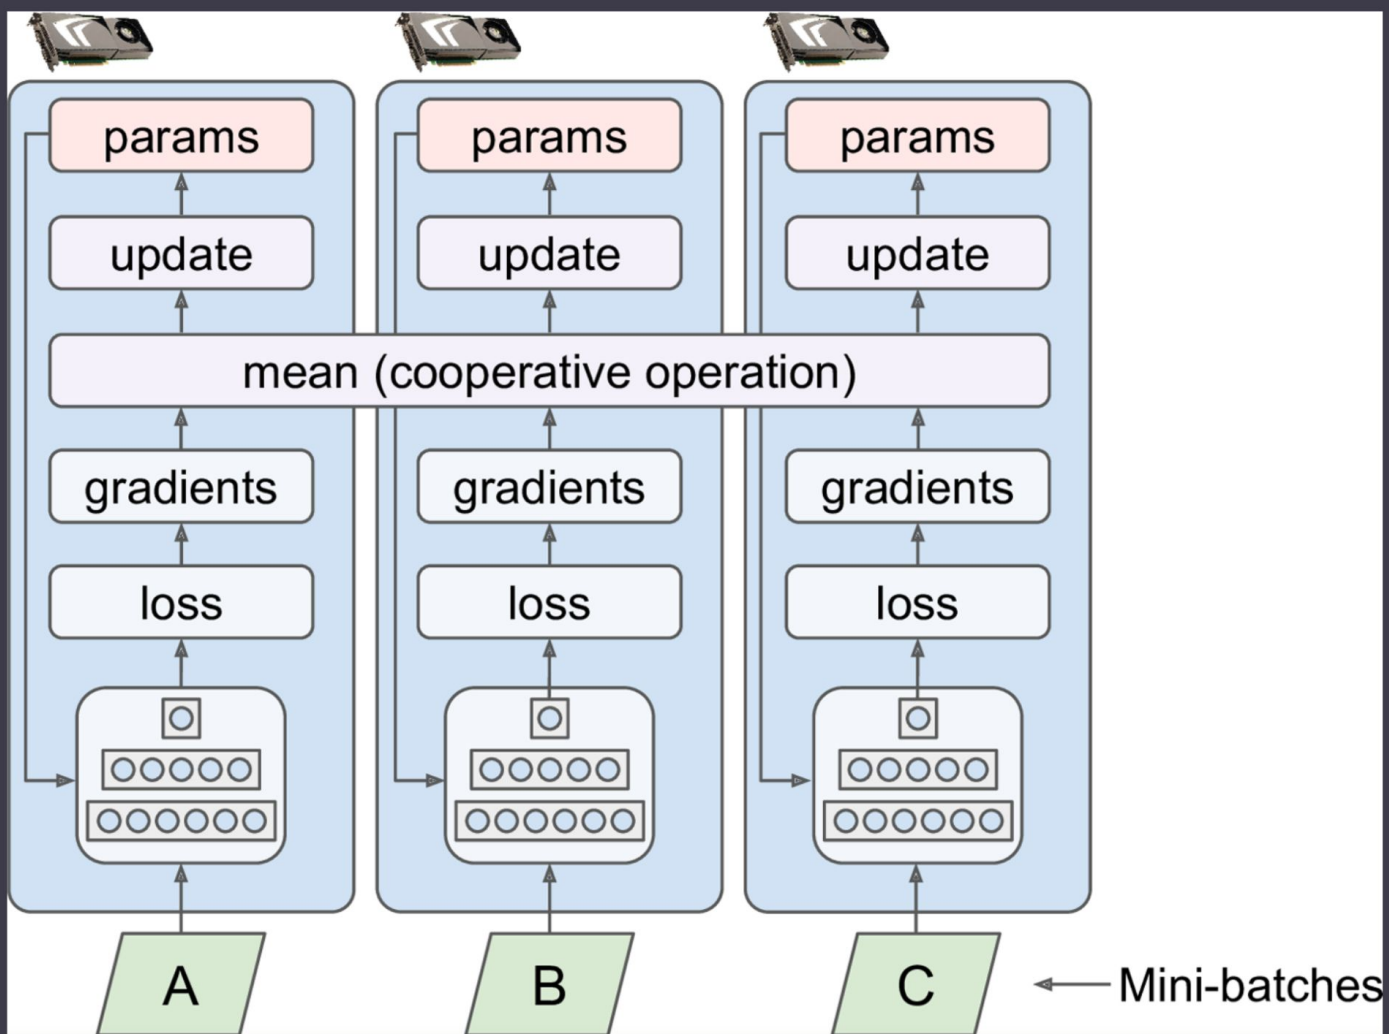 params
params
params
update
update
update
mean (cooperative operation)
gradients
gradients
gradients
loss
loss
loss
A
B
C
Mini-batches